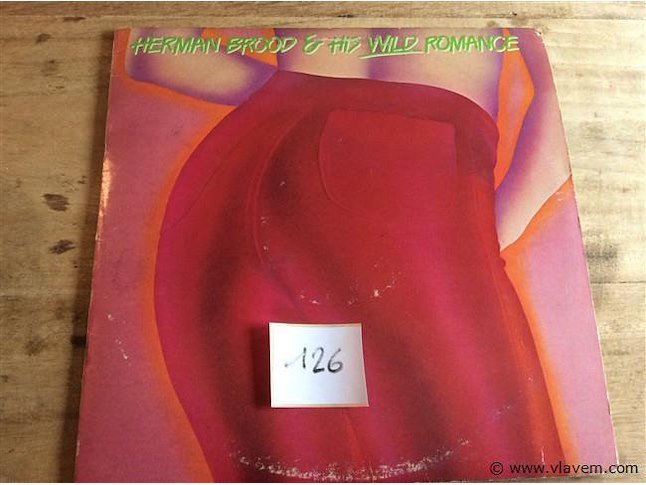 HERMAN BROOD & HIS WILD ROMANCE
126
© www.vlavem.com